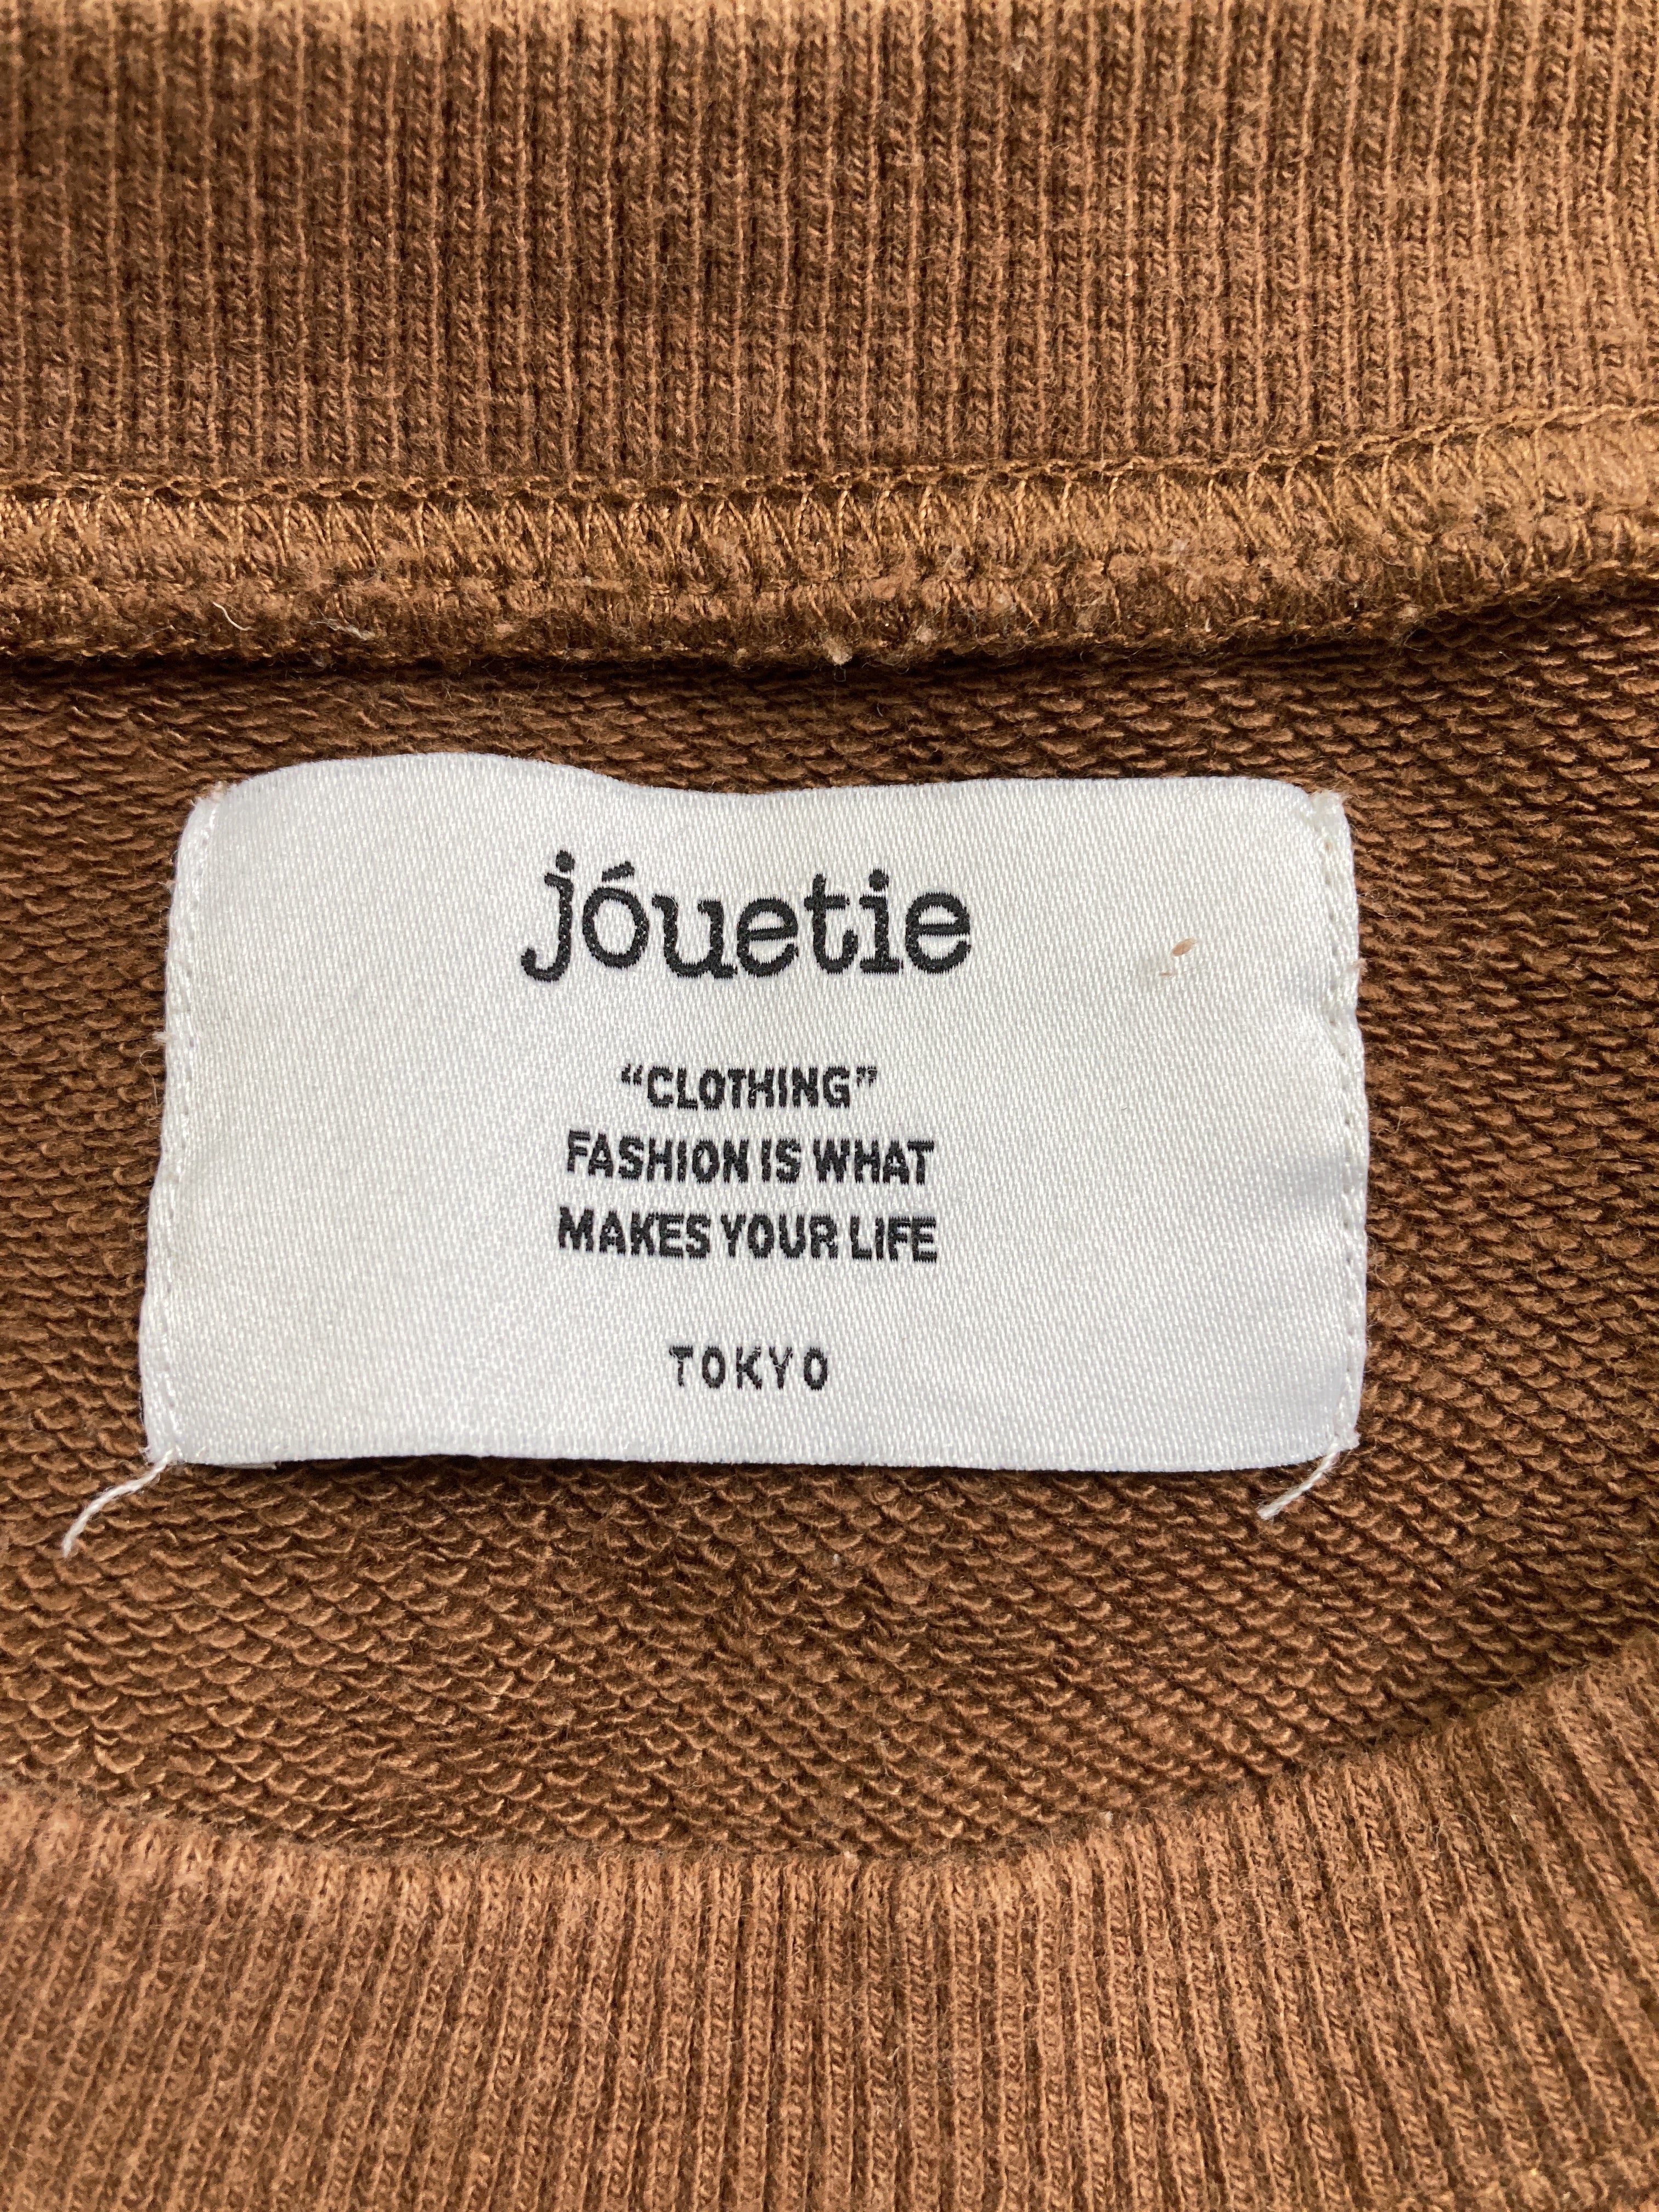 jóuetie
“CLOTHING”
FASHION IS WHAT
MAKES YOUR LIFE
TOKYO